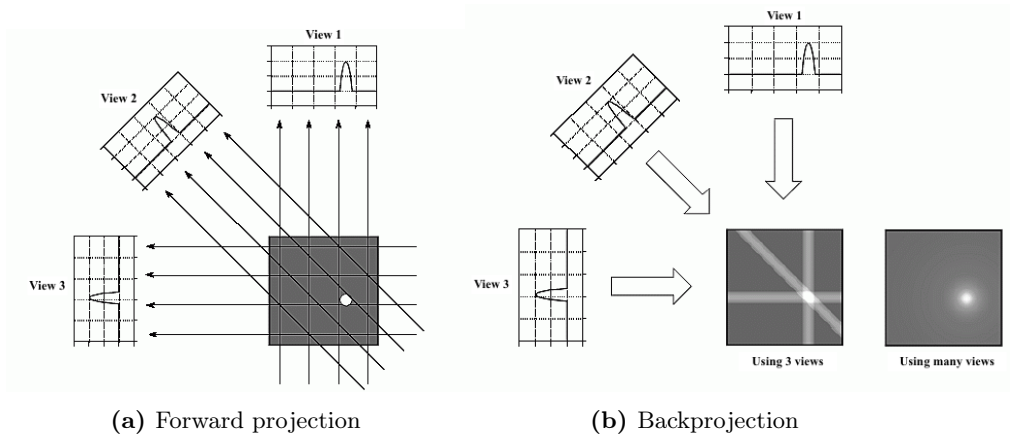 View 1
View 2
View 3
(a) Forward projection
View 1
View 2
View 3
Using 3 views
Using many views
(b) Backprojection